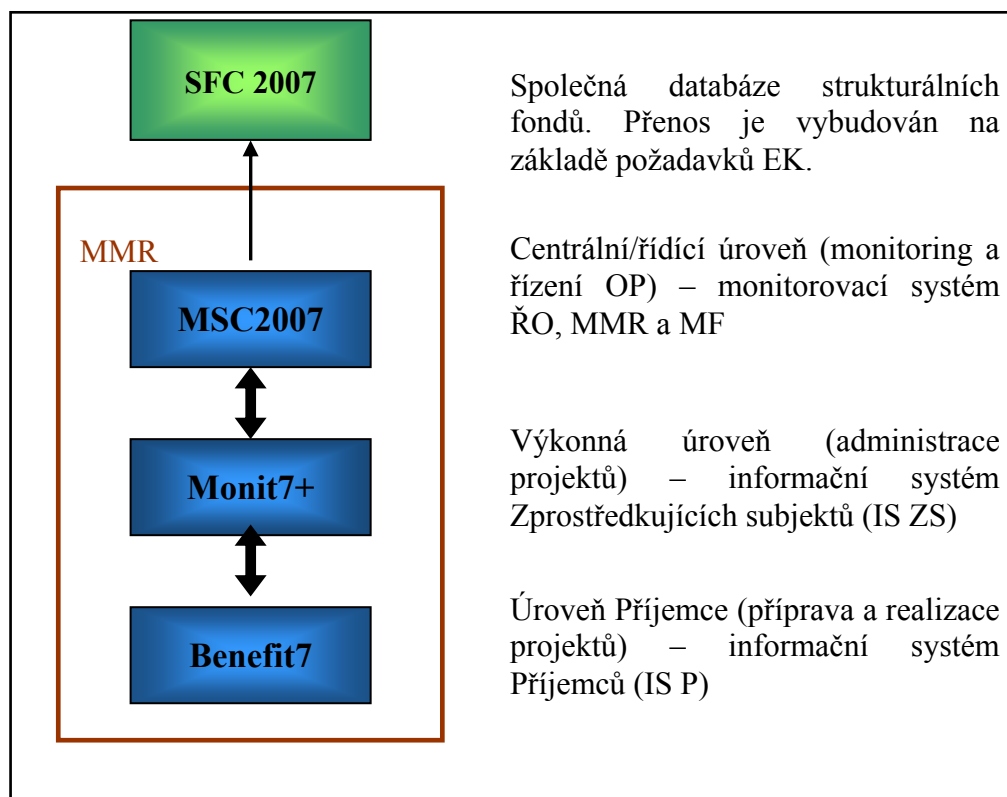 SFC 2007
Společná databáze strukturálních
fondů. Přenos je vybudován na
základě požadavků EK.
MMR
MSC2007
Centrální/řídící úroveň (monitoring a
řízení OP) – monitorovací systém
ŘO, MMR a MF
Monit7+
Výkonná úroveň (administrace
projektů) – informační systém
Zprostředkujících subjektů (IS ZS)
Benefit7
Úroveň Příjemce (příprava a realizace
projektů) – informační systém
Příjemců (IS P)